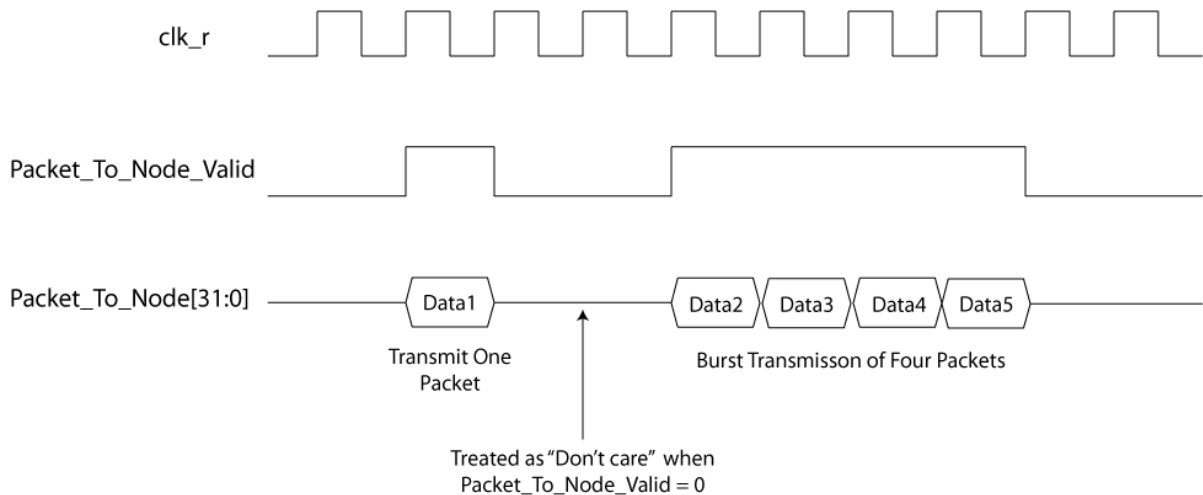 clk_r
Packet_To_Node_Valid
Packet_To_Node[31:0]
Data1
Data2
Data3
Data4
Data5
Transmit One
Packet
Burst Transmisson of Four Packets
Treated as “Don’t care” when
Packet_To_Node_Valid = 0